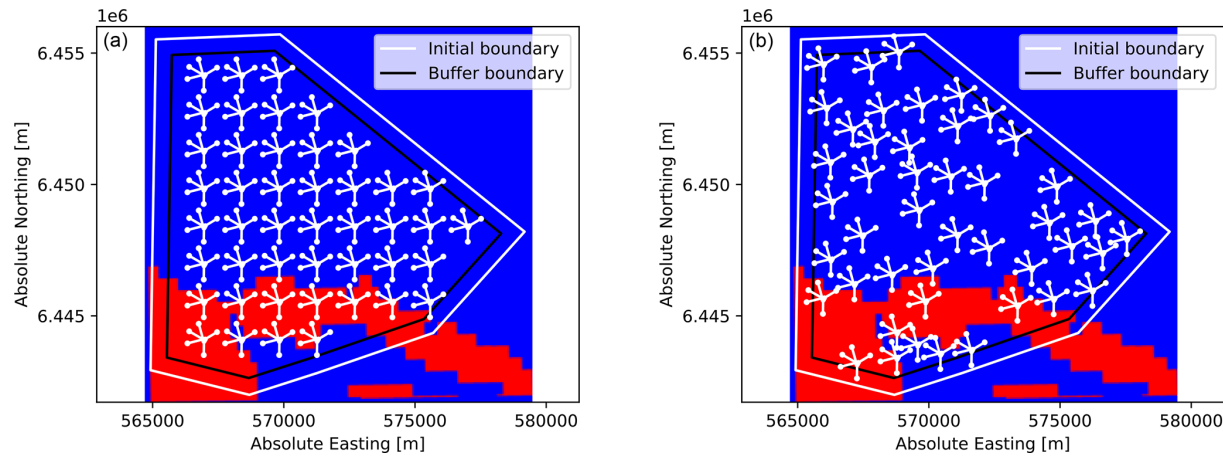 1e6
(a)
Initial boundary
Buffer boundary
6.455
6.450
6.445
Absolute Northing [m]
565000 570000 575000 580000
Absolute Easting [m]
1e6
(b)
Initial boundary
Buffer boundary
6.455
6.450
6.445
Absolute Northing [m]
565000 570000 575000 580000
Absolute Easting [m]